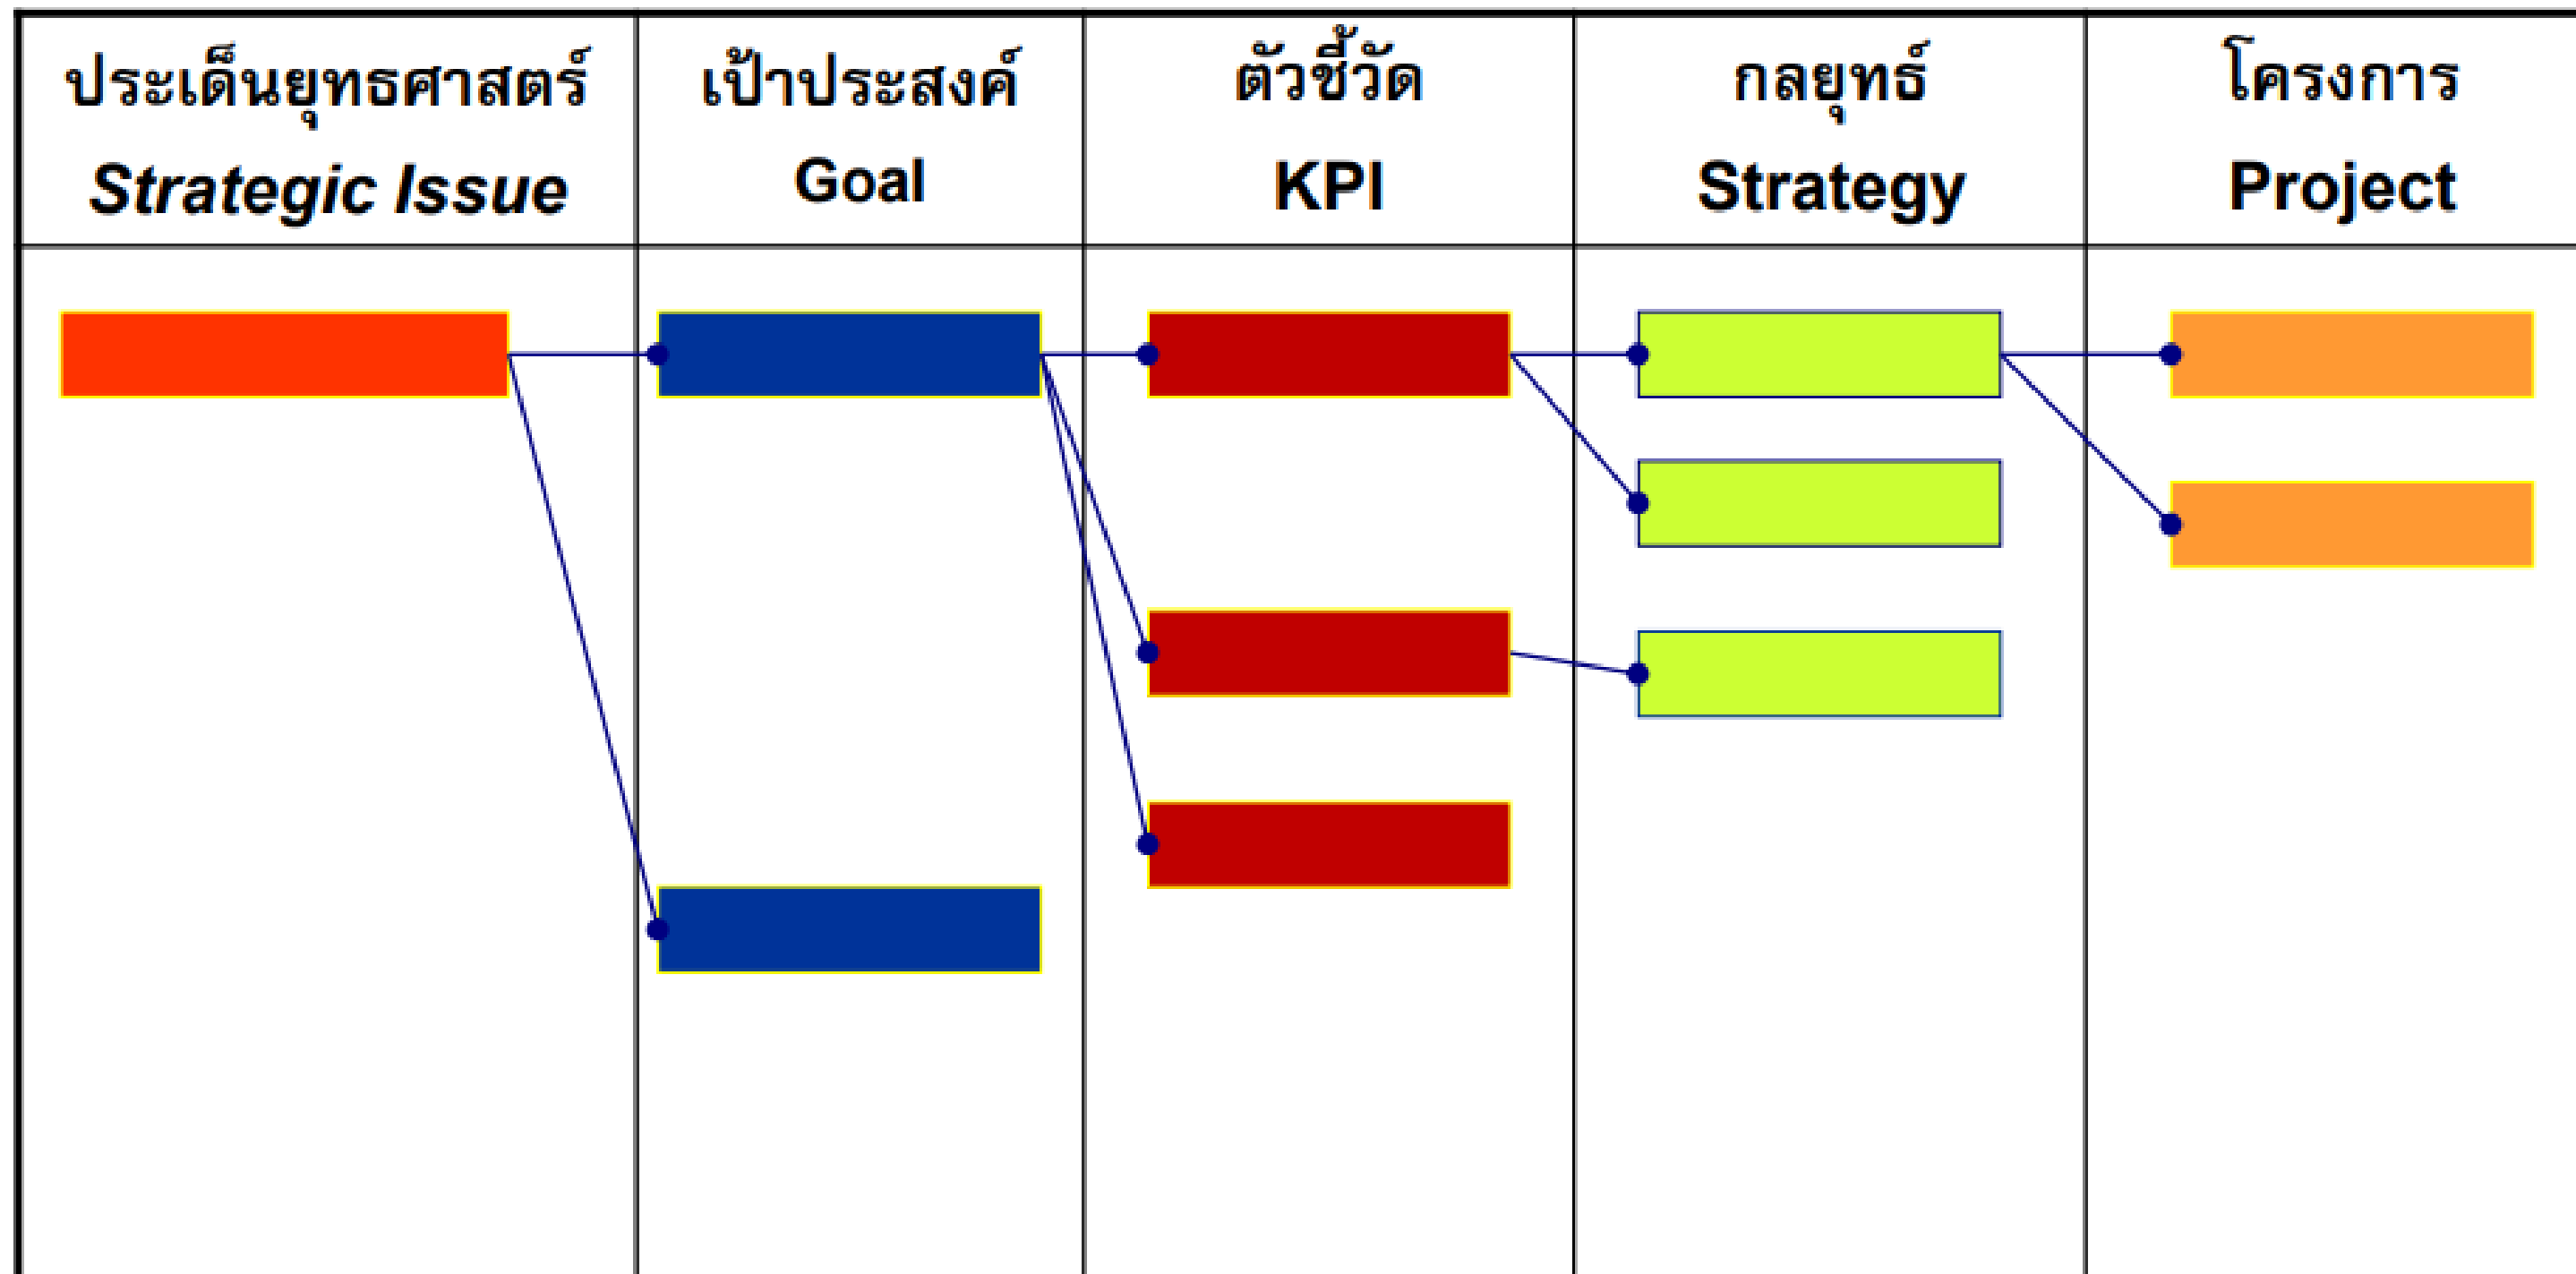 ประเด็นยุทธศาสตร์
Strategic Issue
เป้าประสงค์
Goal
ตัวชี้วัด
KPI
กลยุทธ์
Strategy
โครงการ
Project